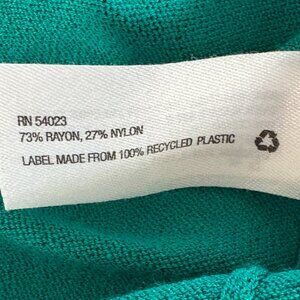 RN 54023
73% RAYON, 27% NYLON
LABEL MADE FROM 100% RECYCLED PLASTIC